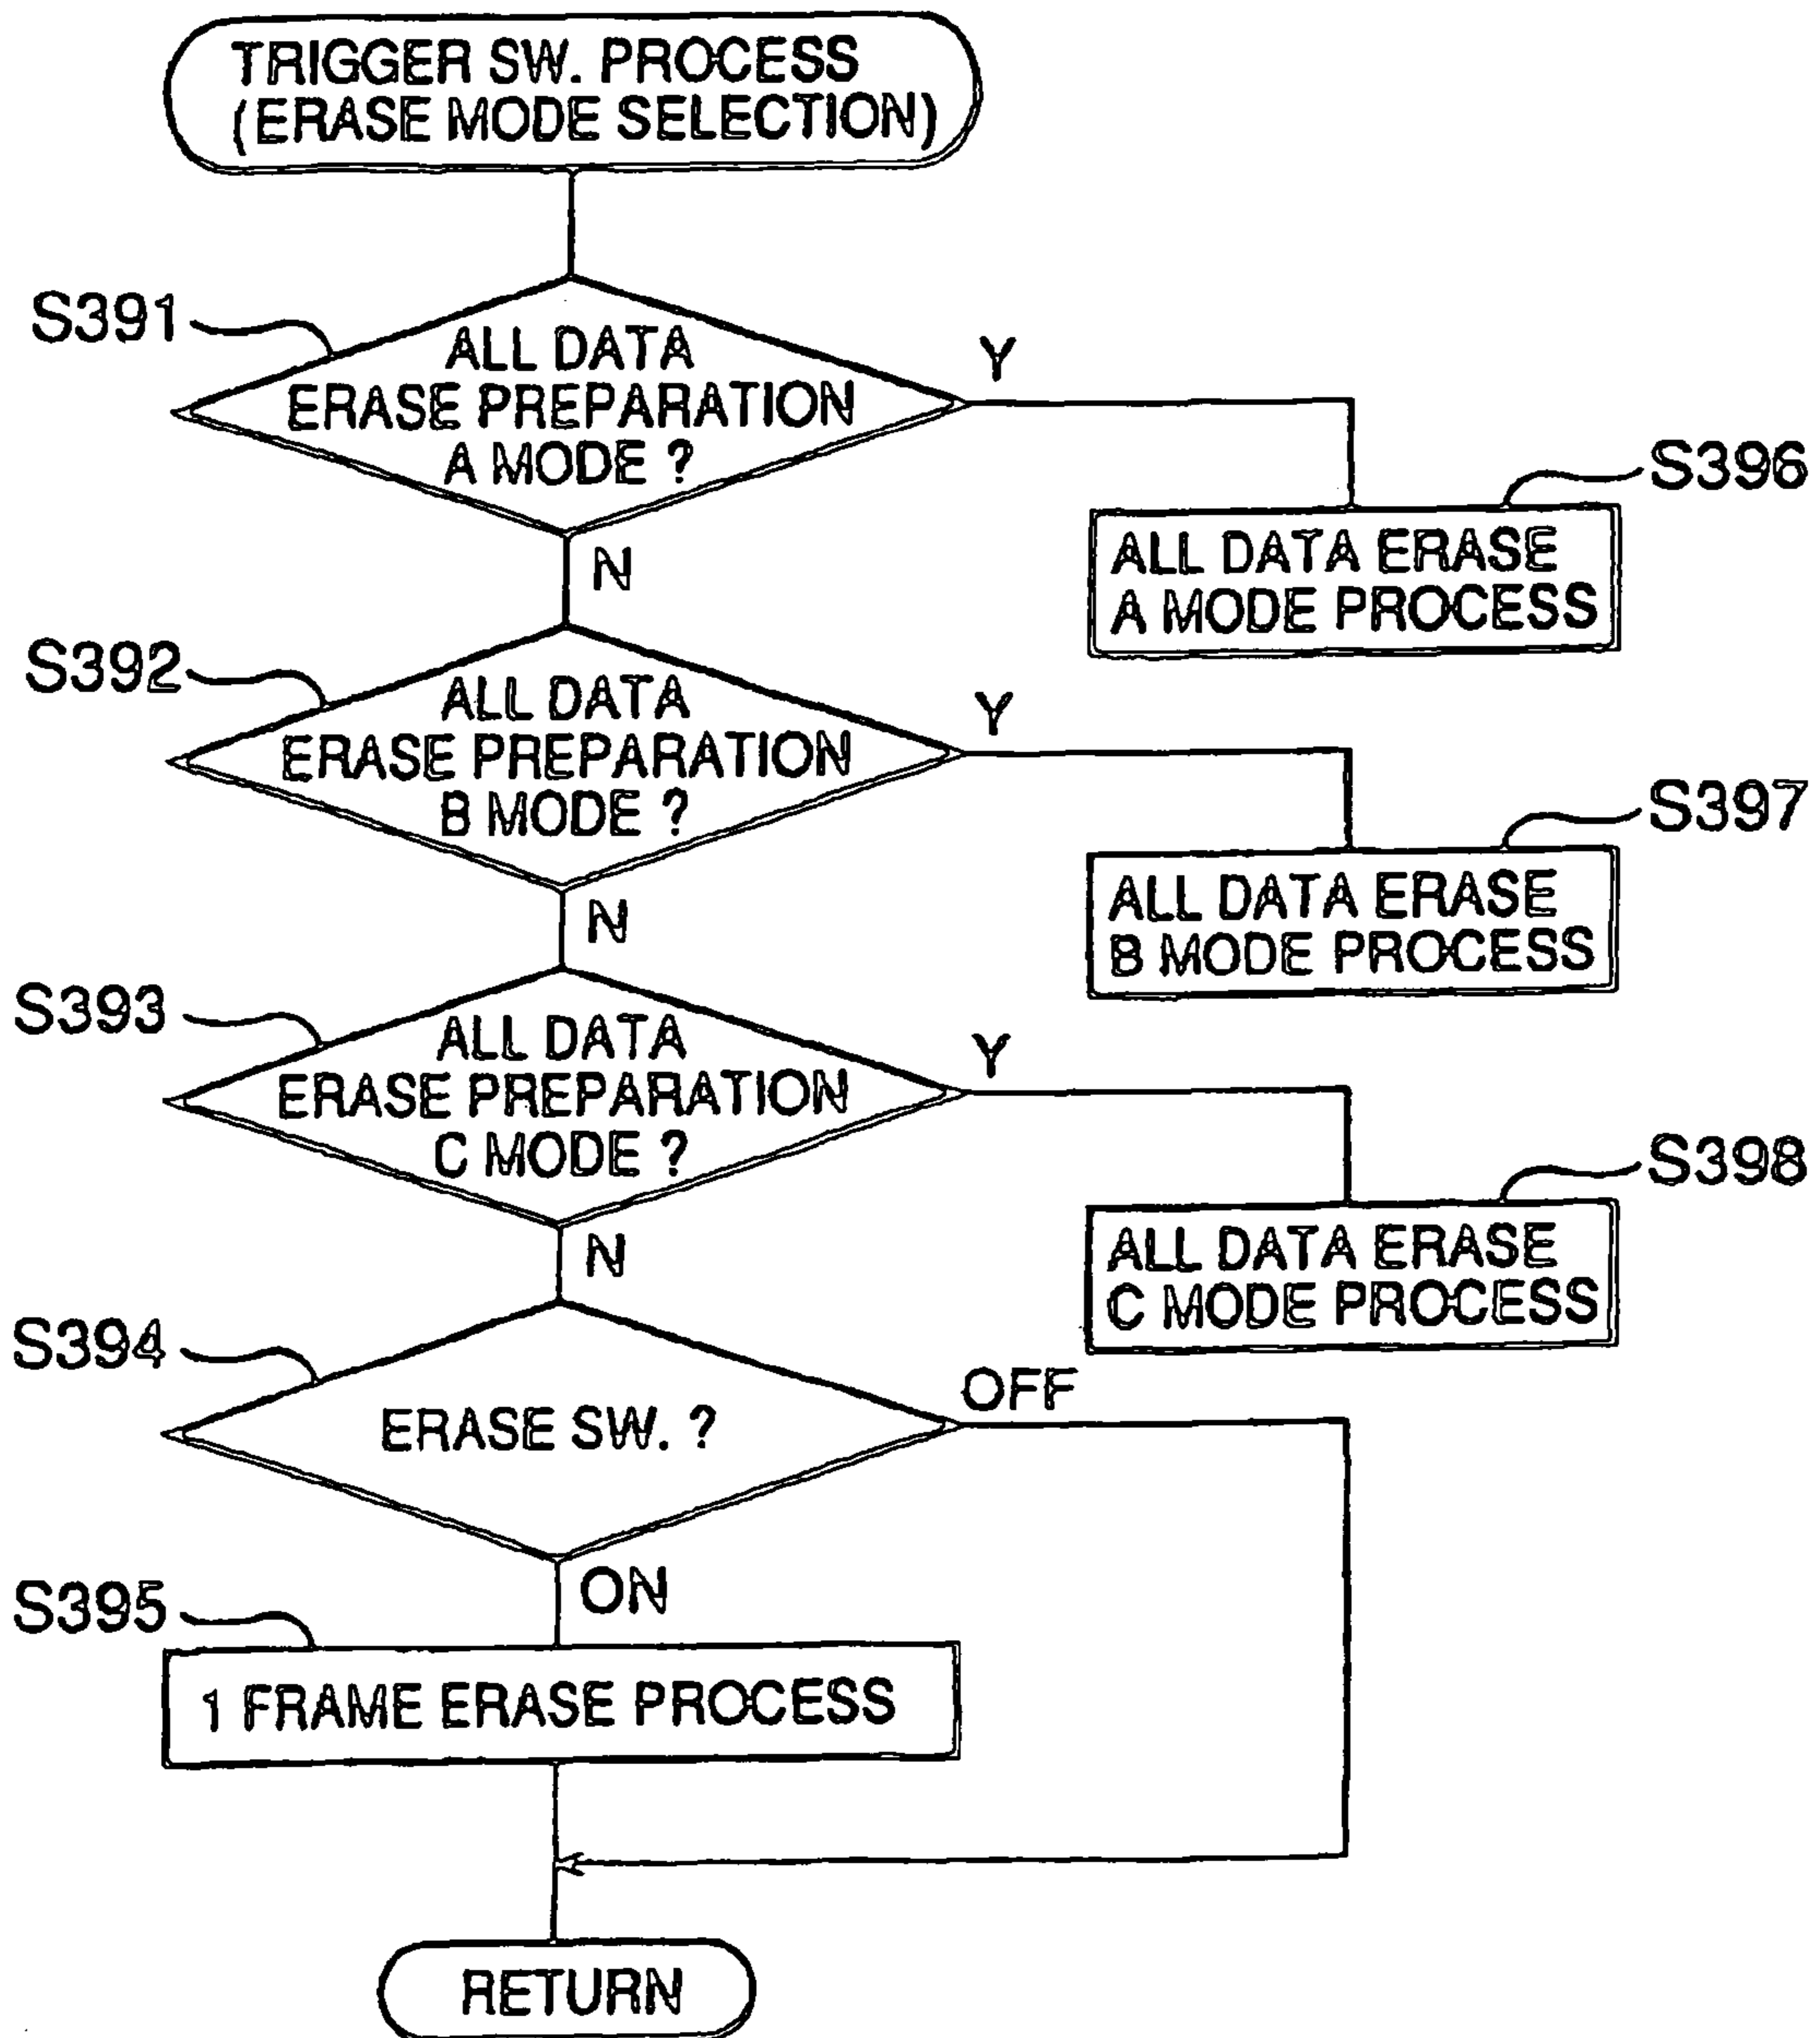 TRIGGER SW. PROCESS
(ERASE MODE SELECTION)
S391
ALL DATA
ERASE PREPARATION
A MODE ?
Y
N
S396
ALL DATA ERASE
A MODE PROCESS
S392
ALL DATA
ERASE PREPARATION
B MODE ?
Y
N
S397
ALL DATA ERASE
B MODE PROCESS
S393
ALL DATA
ERASE PREPARATION
C MODE ?
Y
N
S398
ALL DATA ERASE
C MODE PROCESS
S394
ERASE SW. ?
OFF
ON
S395
1 FRAME ERASE PROCESS
RETURN